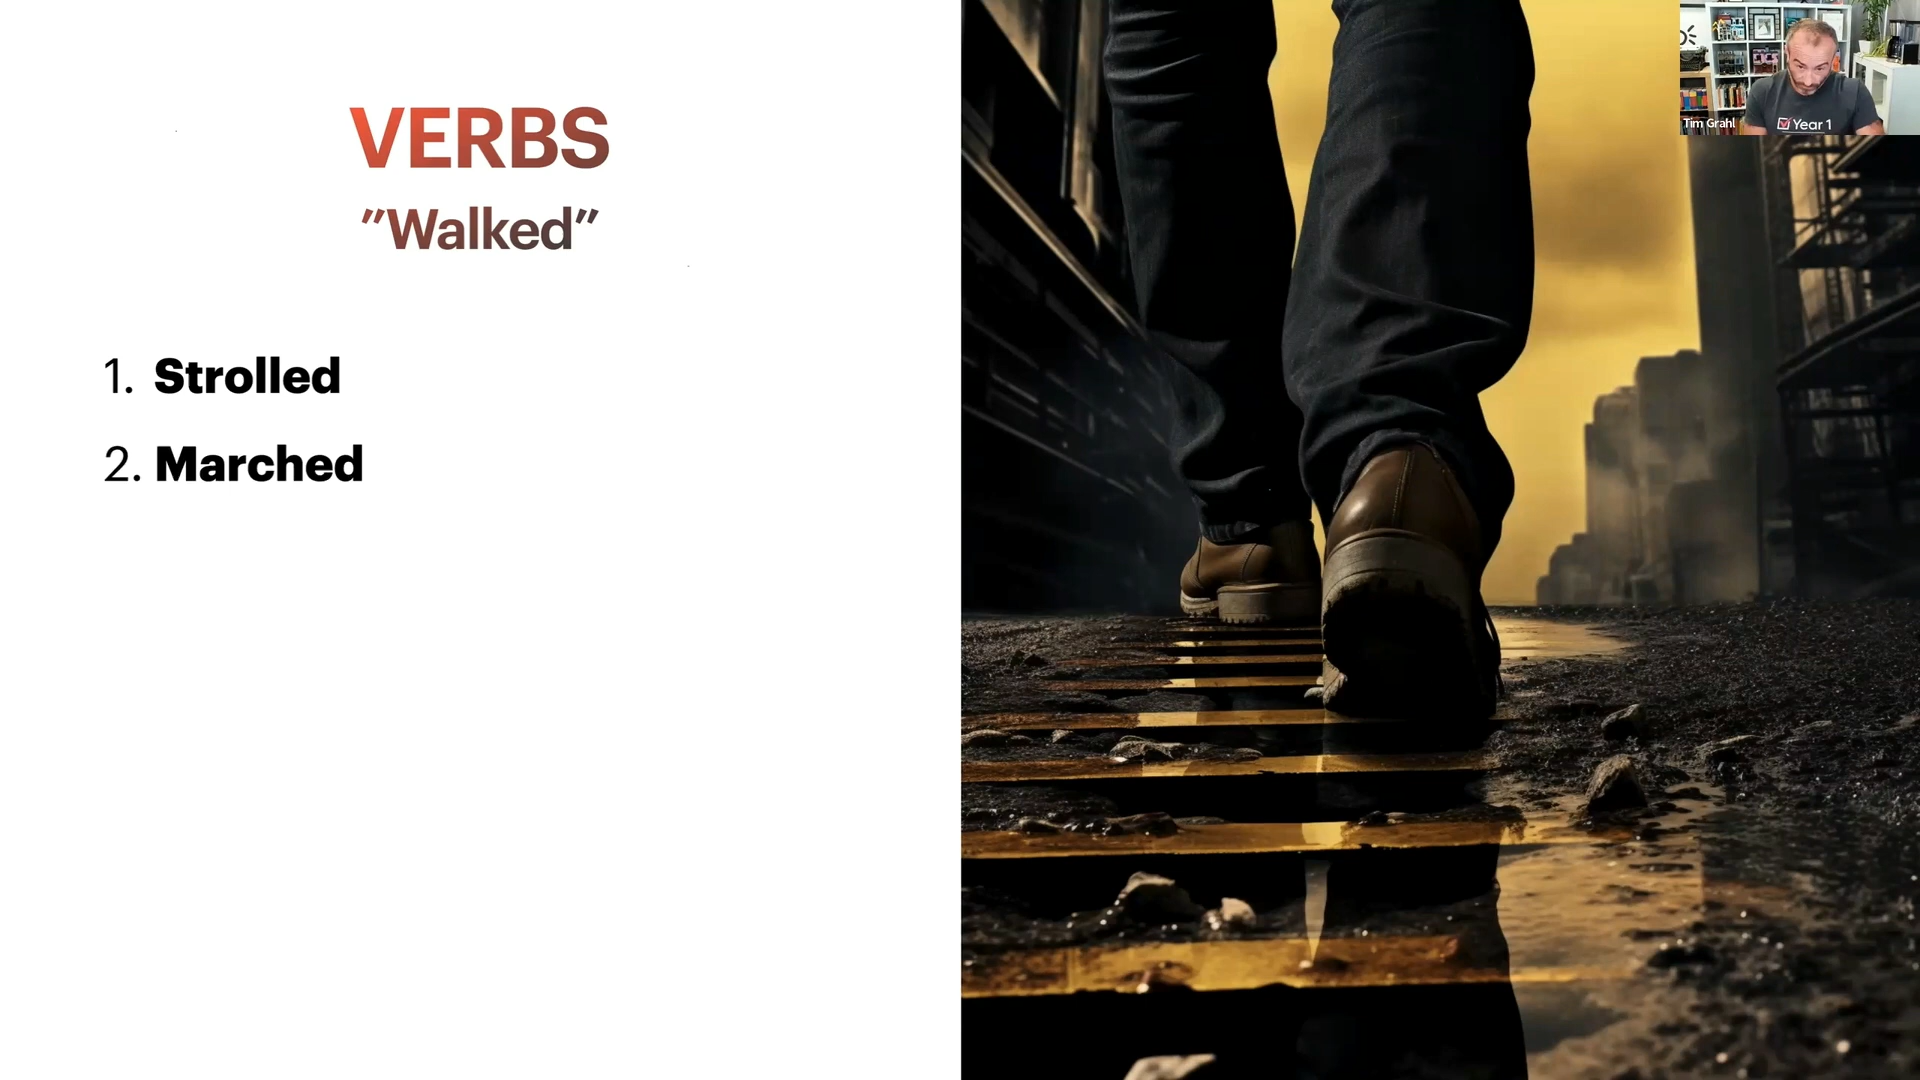 VERBS
"Walked"
1. Strolled
2. Marched
Tim Grahl
Year 1